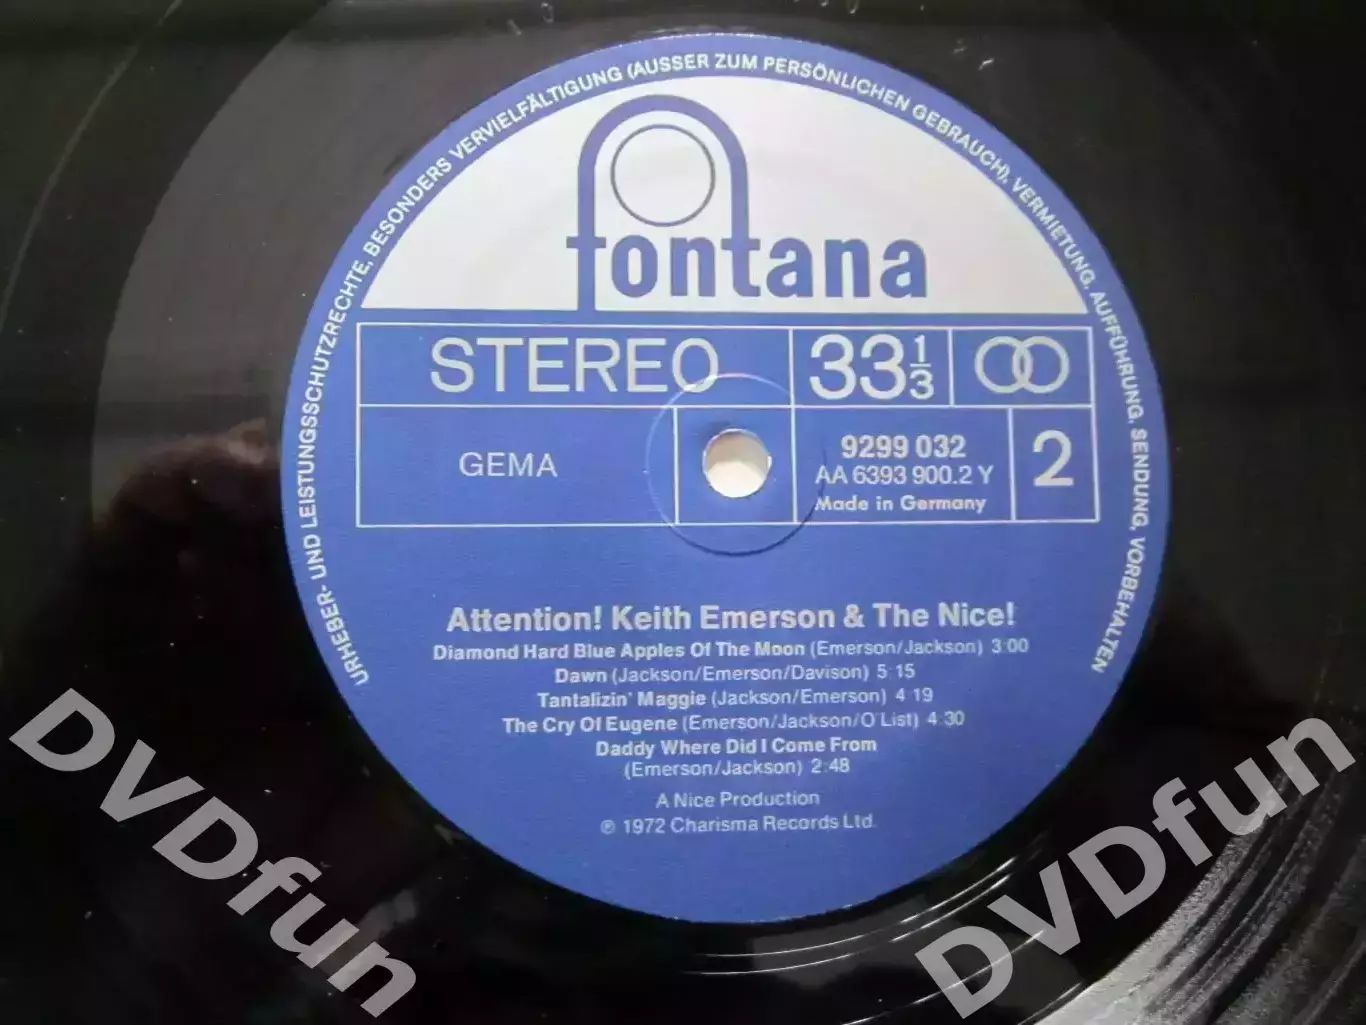 URHEBER- UND LEISTUNGSSCHUTZRECHTE, BESONDERS VERVIELFÄLTIGUNG (AUSSER ZUM PERSÖNLICHEN GEBRAUCH), VERMIETUNG, AUFFÜHRUNG, SENDUNG, VORBEHALTEN
fontana
STEREO 33 1/3
GEMA
9299 032
AA 6393 900.2 Y
Made in Germany
2
Attention! Keith Emerson & The Nice!
Diamond Hard Blue Apples Of The Moon (Emerson/Jackson) 3:00
Dawn (Jackson/Emerson/Davison) 5:15
Tantalizin' Maggie (Jackson/Emerson) 4:19
The Cry Of Eugene (Emerson/Jackson/O'List) 4:30
Daddy Where Did I Come From
(Emerson/Jackson) 2:48
A Nice Production
℗ 1972 Charisma Records Ltd.
DVDfun
DVDfun